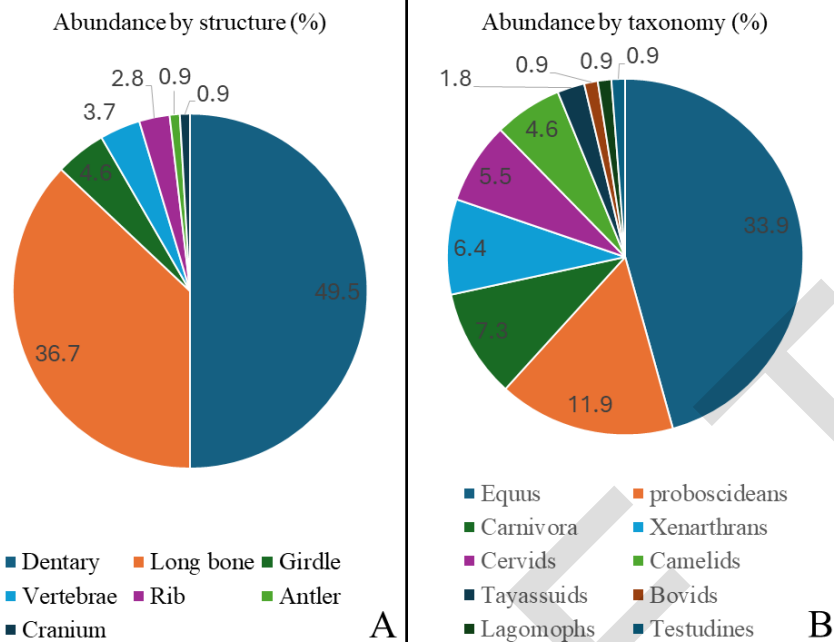 Abundance by structure (%)
0.9
0.9
2.8
3.7
4.6
49.5
36.7
Dentary Long bone Girdle
Vertebrae Rib Antler
Cranium
A
Abundance by taxonomy (%)
0.9
0.9
0.9
1.8
4.6
5.5
33.9
6.4
7.3
11.9
Equus proboscideans
Carnivora Xenarthrans
Cervids Camelids
Tayassuids Bovids
Lagomophs Testudines
B